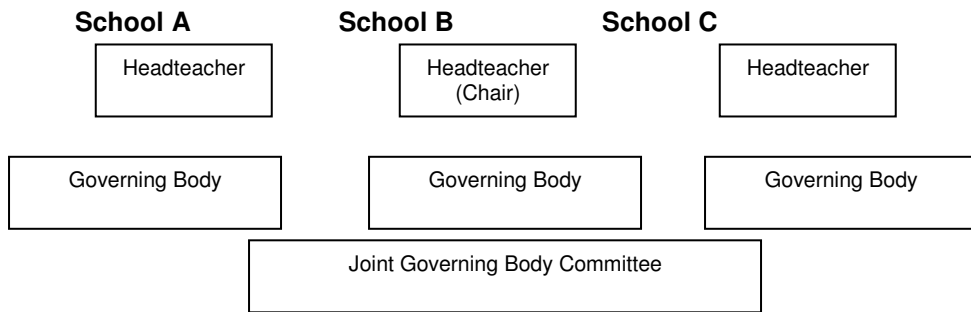 School A School B School C
Headteacher
Headteacher
(Chair)
Headteacher
Governing Body
Governing Body
Governing Body
Joint Governing Body Committee